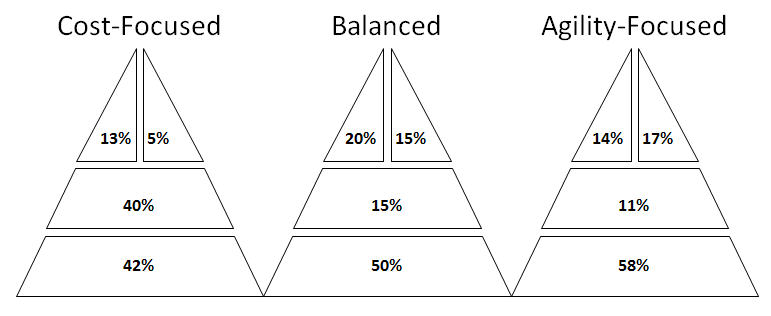 Cost-Focused Balanced Agility-Focused
13% 5% 20% 15% 14% 17%
40% 15% 11%
42% 50% 58%